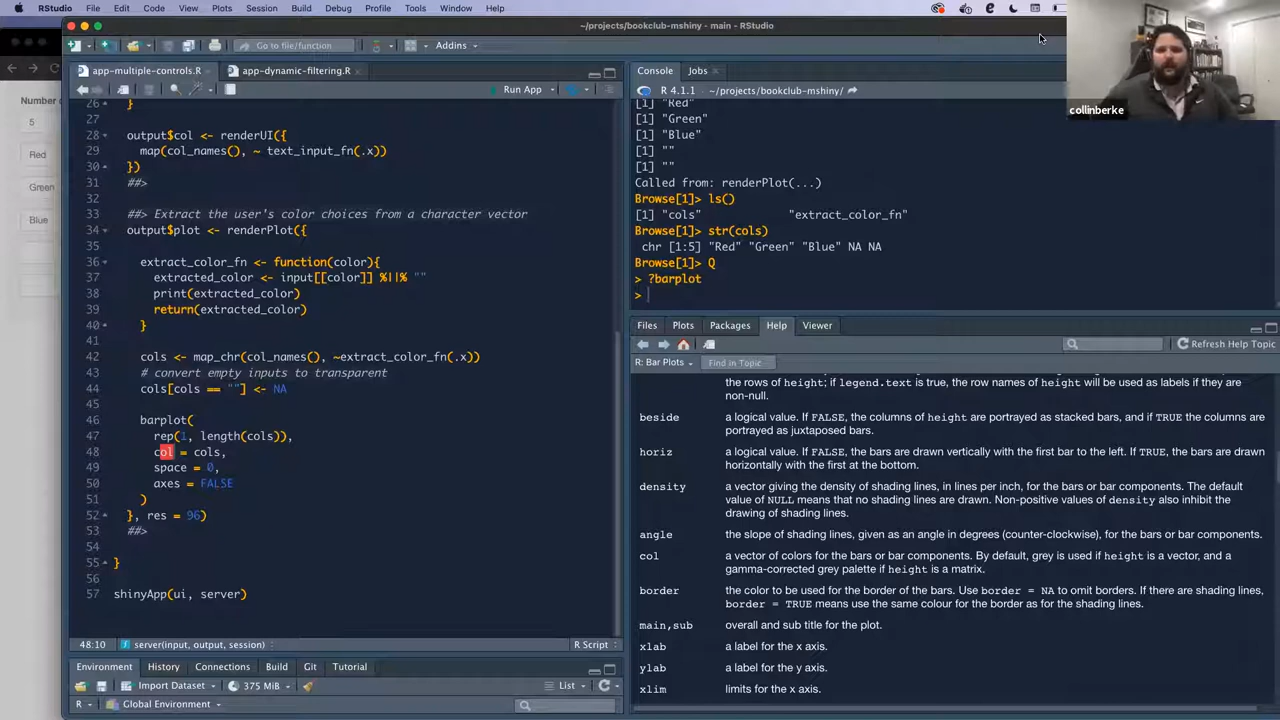 RStudio File Edit Code View Plots Session Build Debug Profile Tools Window Help
~/projects/bookclub-mshiny - main - RStudio
Go to file/function
Addins
app-multiple-controls.R
app-dynamic-filtering.R
Run App
26 }
27
28 output$col <- renderUI({
29 map(col_names(), ~ text_input_fn(.x))
30 })
31 ##>
32
33 ##> Extract the user's color choices from a character vector
34 output$plot <- renderPlot({
35
36 extract_color_fn <- function(color){
37 extracted_color <- input[[color]] %||% ""
38 print(extracted_color)
39 return(extracted_color)
40 }
41
42 cols <- map_chr(col_names(), ~extract_color_fn(.x))
43 # convert empty inputs to transparent
44 cols[cols == ""] <- NA
45
46 barplot(
47 rep(1, length(cols)),
48 col = cols,
49 space = 0,
50 axes = FALSE
51 )
52 }, res = 96)
53 ##>
54
55 }
56
57 shinyApp(ui, server)
48:10 server(input, output, session)
R Script
Environment History Connections Build Git Tutorial
Import Dataset
375 MiB
List
R
Global Environment
Number o
5
Red
Green
Blue
Console Jobs
R 4.1.1 ~/projects/bookclub-mshiny/
[1] "Red"
[1] "Green"
[1] "Blue"
[1] ""
[1] ""
Called from: renderPlot(...)
Browse[1]> ls()
[1] "cols" "extract_color_fn"
Browse[1]> str(cols)
chr [1:5] "Red" "Green" "Blue" NA NA
Browse[1]> Q
> ?barplot
>
Files Plots Packages Help Viewer
Refresh Help Topic
R: Bar Plots
Find in Topic
the rows of height; if legend.text is true, the row names of height will be used as labels if they are
non-null.
beside a logical value. If FALSE, the columns of height are portrayed as stacked bars, and if TRUE the columns are
portrayed as juxtaposed bars.
horiz a logical value. If FALSE, the bars are drawn vertically with the first bar to the left. If TRUE, the bars are drawn
horizontally with the first at the bottom.
density a vector giving the density of shading lines, in lines per inch, for the bars or bar components. The default
value of NULL means that no shading lines are drawn. Non-positive values of density also inhibit the
drawing of shading lines.
angle the slope of shading lines, given as an angle in degrees (counter-clockwise), for the bars or bar components.
col a vector of colors for the bars or bar components. By default, grey is used if height is a vector, and a
gamma-corrected grey palette if height is a matrix.
border the color to be used for the border of the bars. Use border = NA to omit borders. If there are shading lines,
border = TRUE means use the same colour for the border as for the shading lines.
main,sub overall and sub title for the plot.
xlab a label for the x axis.
ylab a label for the y axis.
xlim limits for the x axis.
collinberke